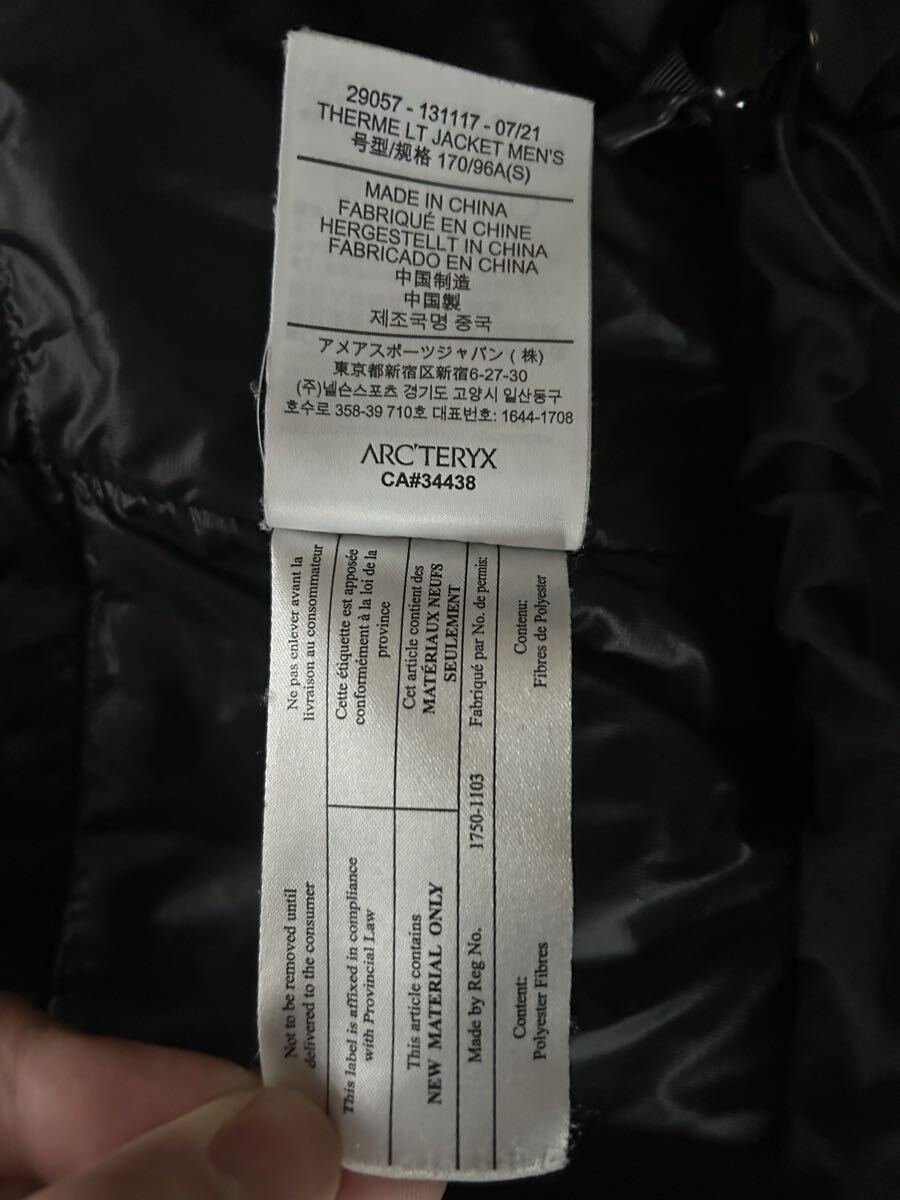 29057 - 131117 - 07/21
THERME LT JACKET MEN'S
号型/规格 170/96A(S)
MADE IN CHINA
FABRIQUÉ EN CHINE
HERGESTELLT IN CHINA
FABRICADO EN CHINA
中国制造
中国製
제조국명 중국
アメアスポーツジャパン ( 株)
東京都新宿区新宿6-27-30
(주)넬슨스포츠 경기도 고양시 일산동구
호수로 358-39 710호 대표번호: 1644-1708
ARC'TERYX
CA#34438
Ne pas enlever avant la
livraison au consommateur
Cette étiquette est apposée
conformément à la loi de la
province
Cet article contient des
MATÉRIAUX NEUFS
SEULEMENT
Fabriqué par No. de permis:
Contenu:
Fibres de Polyester
1750-1103
Not to be removed until
delivered to the consumer
This label is affixed in compliance
with Provincial Law
This article contains
NEW MATERIAL ONLY
Made by Reg No.
Content:
Polyester Fibres